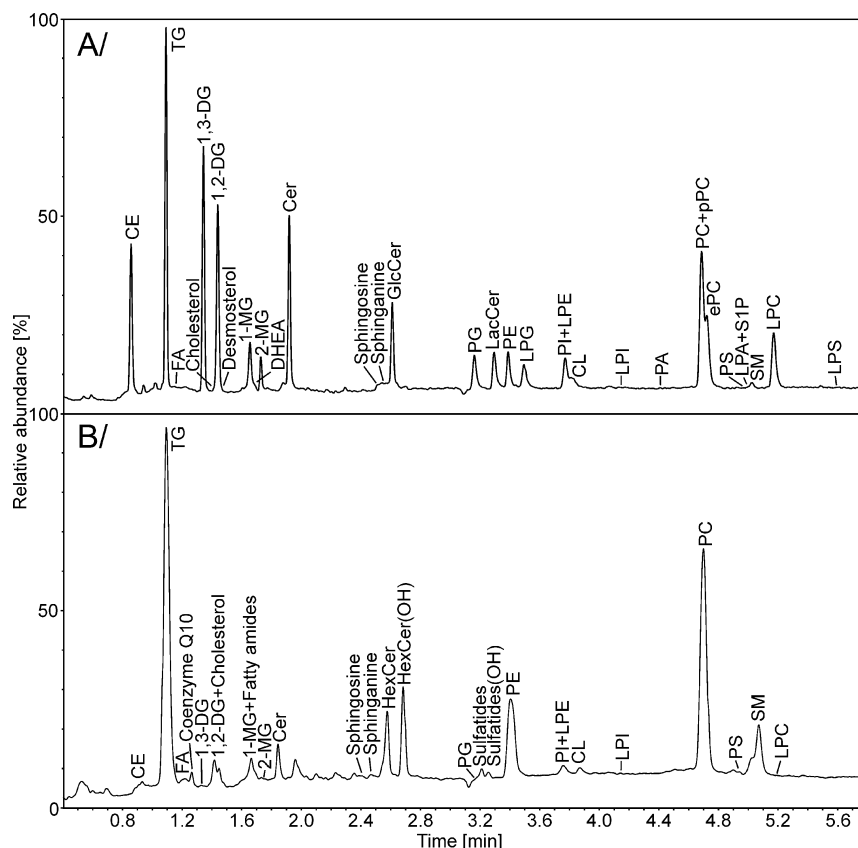 100
A/
TG
1,3-DG
1,2-DG
CE
Cer
50
PC+pPC
ePC
FA
Cholesterol
Desmosterol
1-MG
2-MG
DHEA
Sphingosine
Sphinganine
GlcCer
PG
LacCer
PE
LPG
PI+LPE
CL
LPI
PA
PS
LPA+S1P
SM
LPC
LPS
Relative abundance [%]
100
B/
TG
PC
50
CE
FA
Coenzyme Q10
1,3-DG
1,2-DG+Cholesterol
1-MG+Fatty amides
2-MG
Cer
Sphingosine
Sphinganine
HexCer
HexCer(OH)
PG
Sulfatides
Sulfatides(OH)
PE
PI+LPE
CL
LPI
PS
SM
LPC
0
0.8 1.2 1.6 2.0 2.4 2.8 3.2 3.6 4.0 4.4 4.8 5.2 5.6
Time [min]